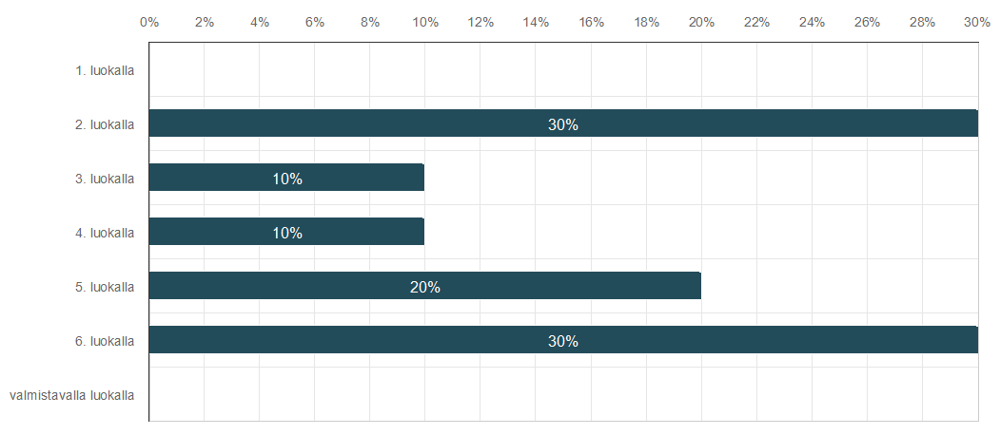 0% 2% 4% 6% 8% 10% 12% 14% 16% 18% 20% 22% 24% 26% 28% 30%
1. luokalla
2. luokalla 30%
3. luokalla 10%
4. luokalla 10%
5. luokalla 20%
6. luokalla 30%
valmistavalla luokalla